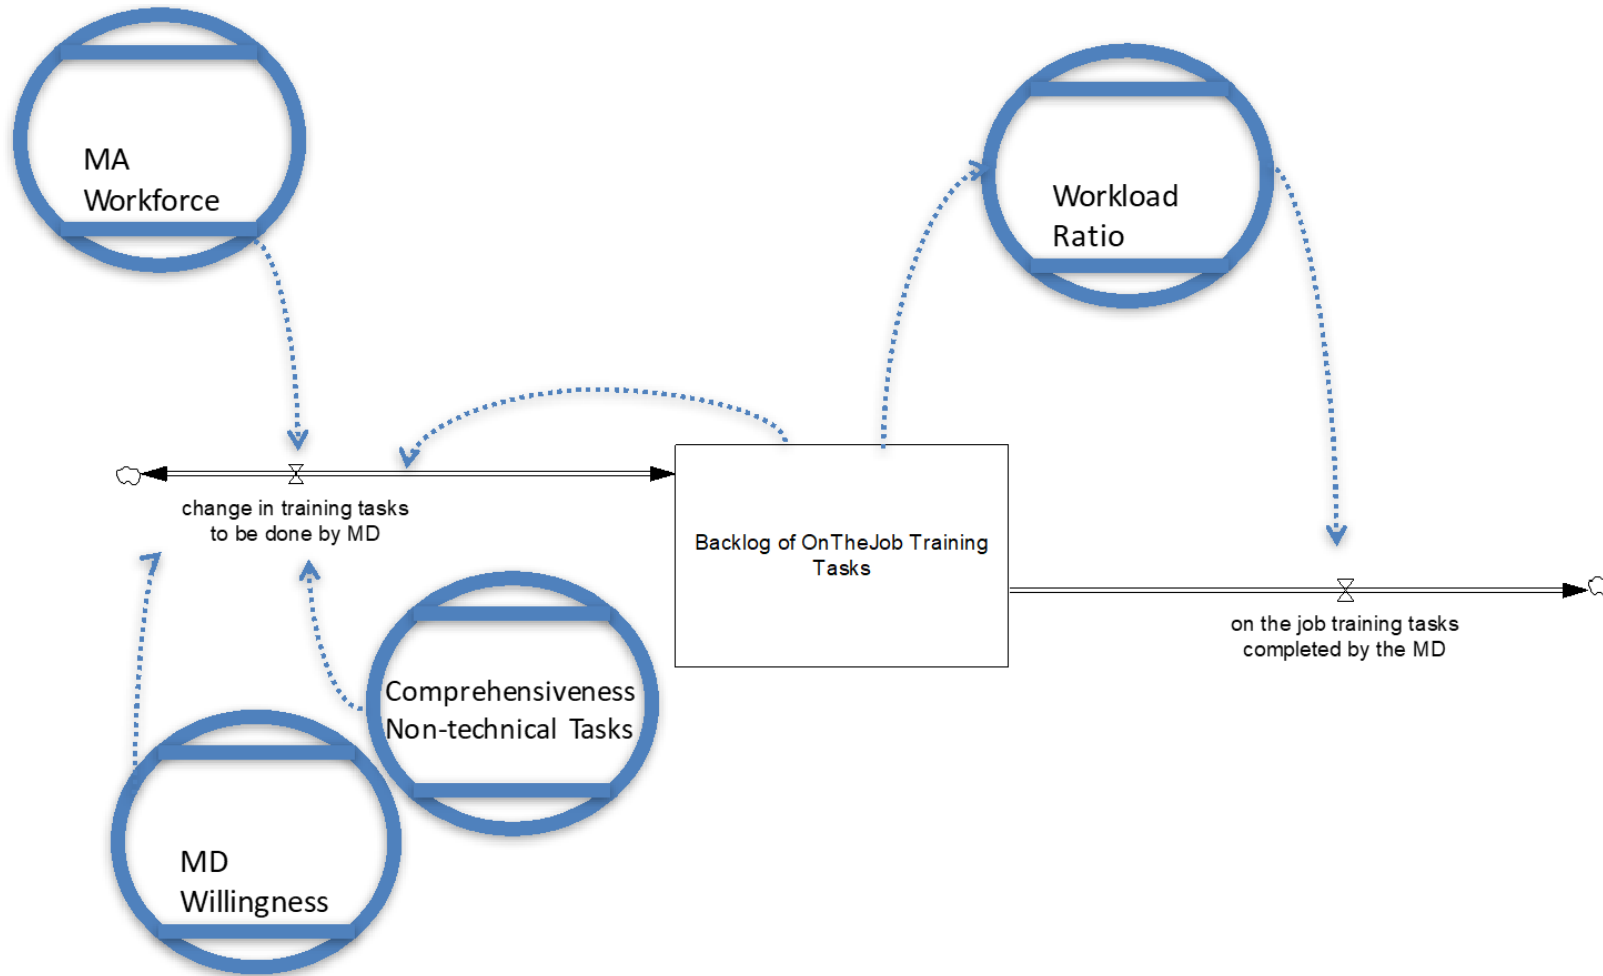 MA
Workforce
Workload
Ratio
change in training tasks
to be done by MD
Backlog of OnTheJob Training
Tasks
on the job training tasks
completed by the MD
Comprehensiveness
Non-technical Tasks
MD
Willingness